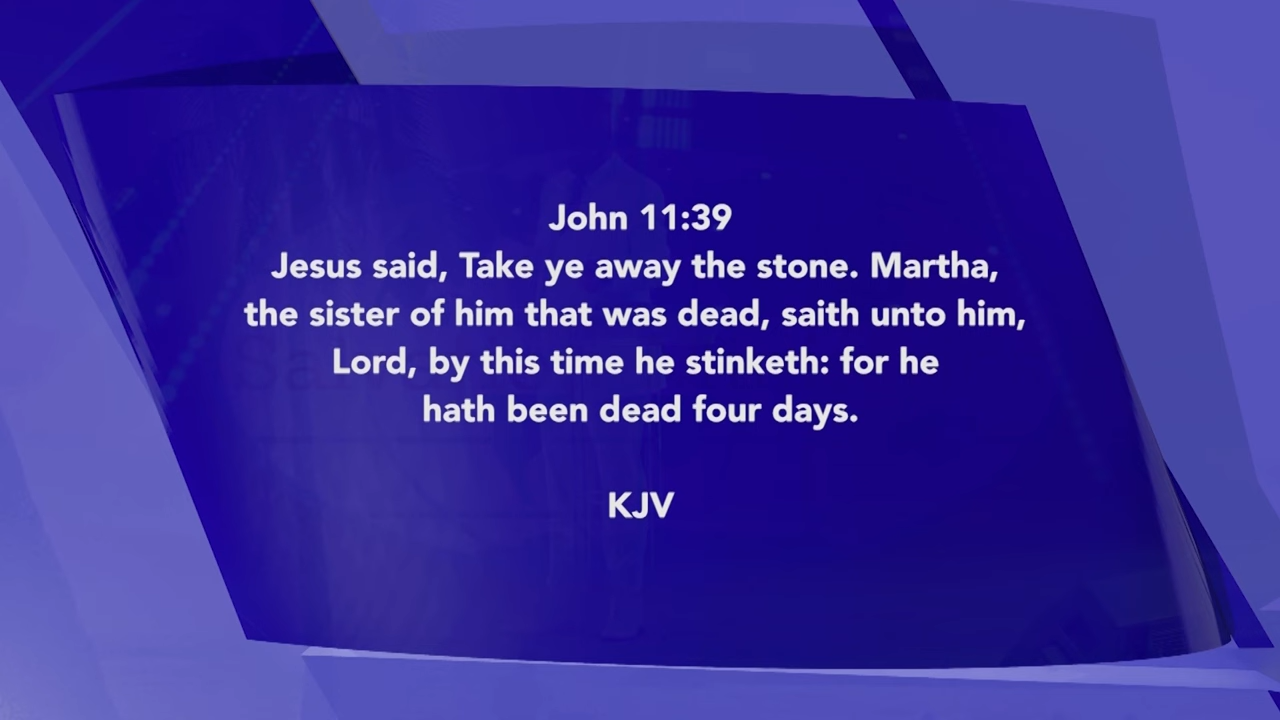 John 11:39
Jesus said, Take ye away the stone. Martha,
the sister of him that was dead, saith unto him,
Lord, by this time he stinketh: for he
hath been dead four days.
KJV